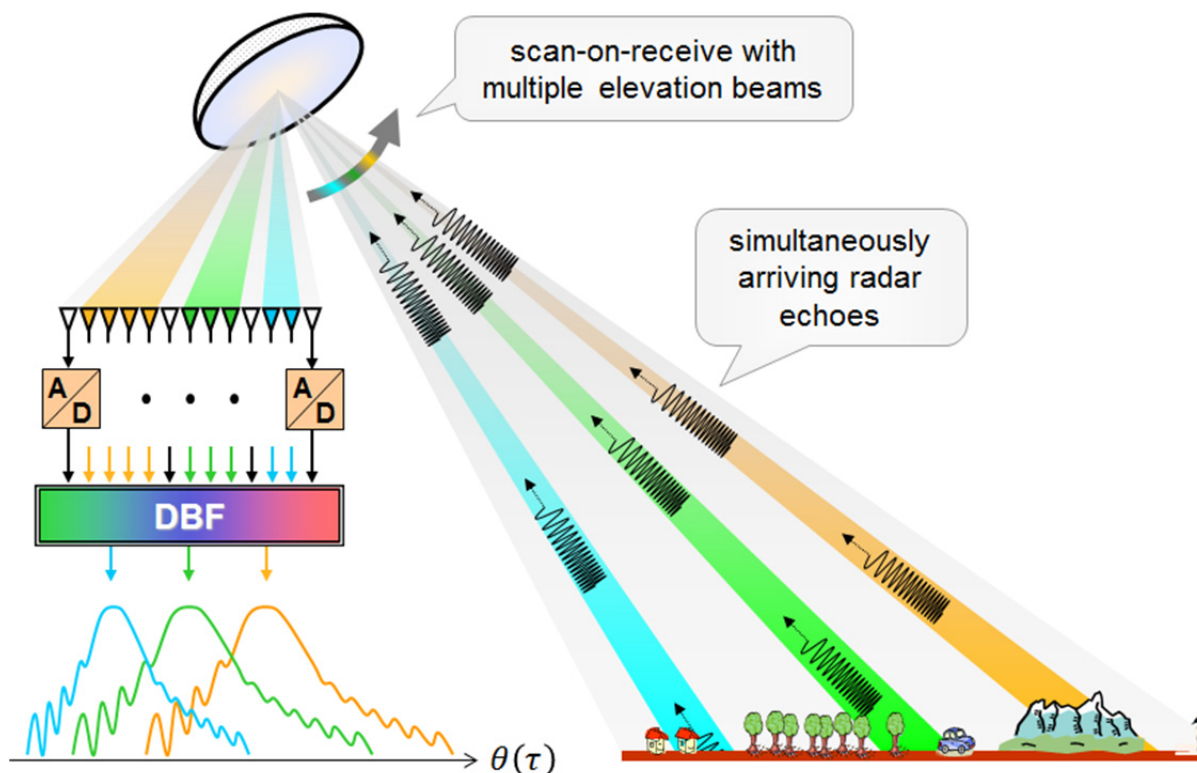 scan-on-receive with
multiple elevation beams
simultaneously
arriving radar
echoes
A
D
A
D
DBF
θ(τ)